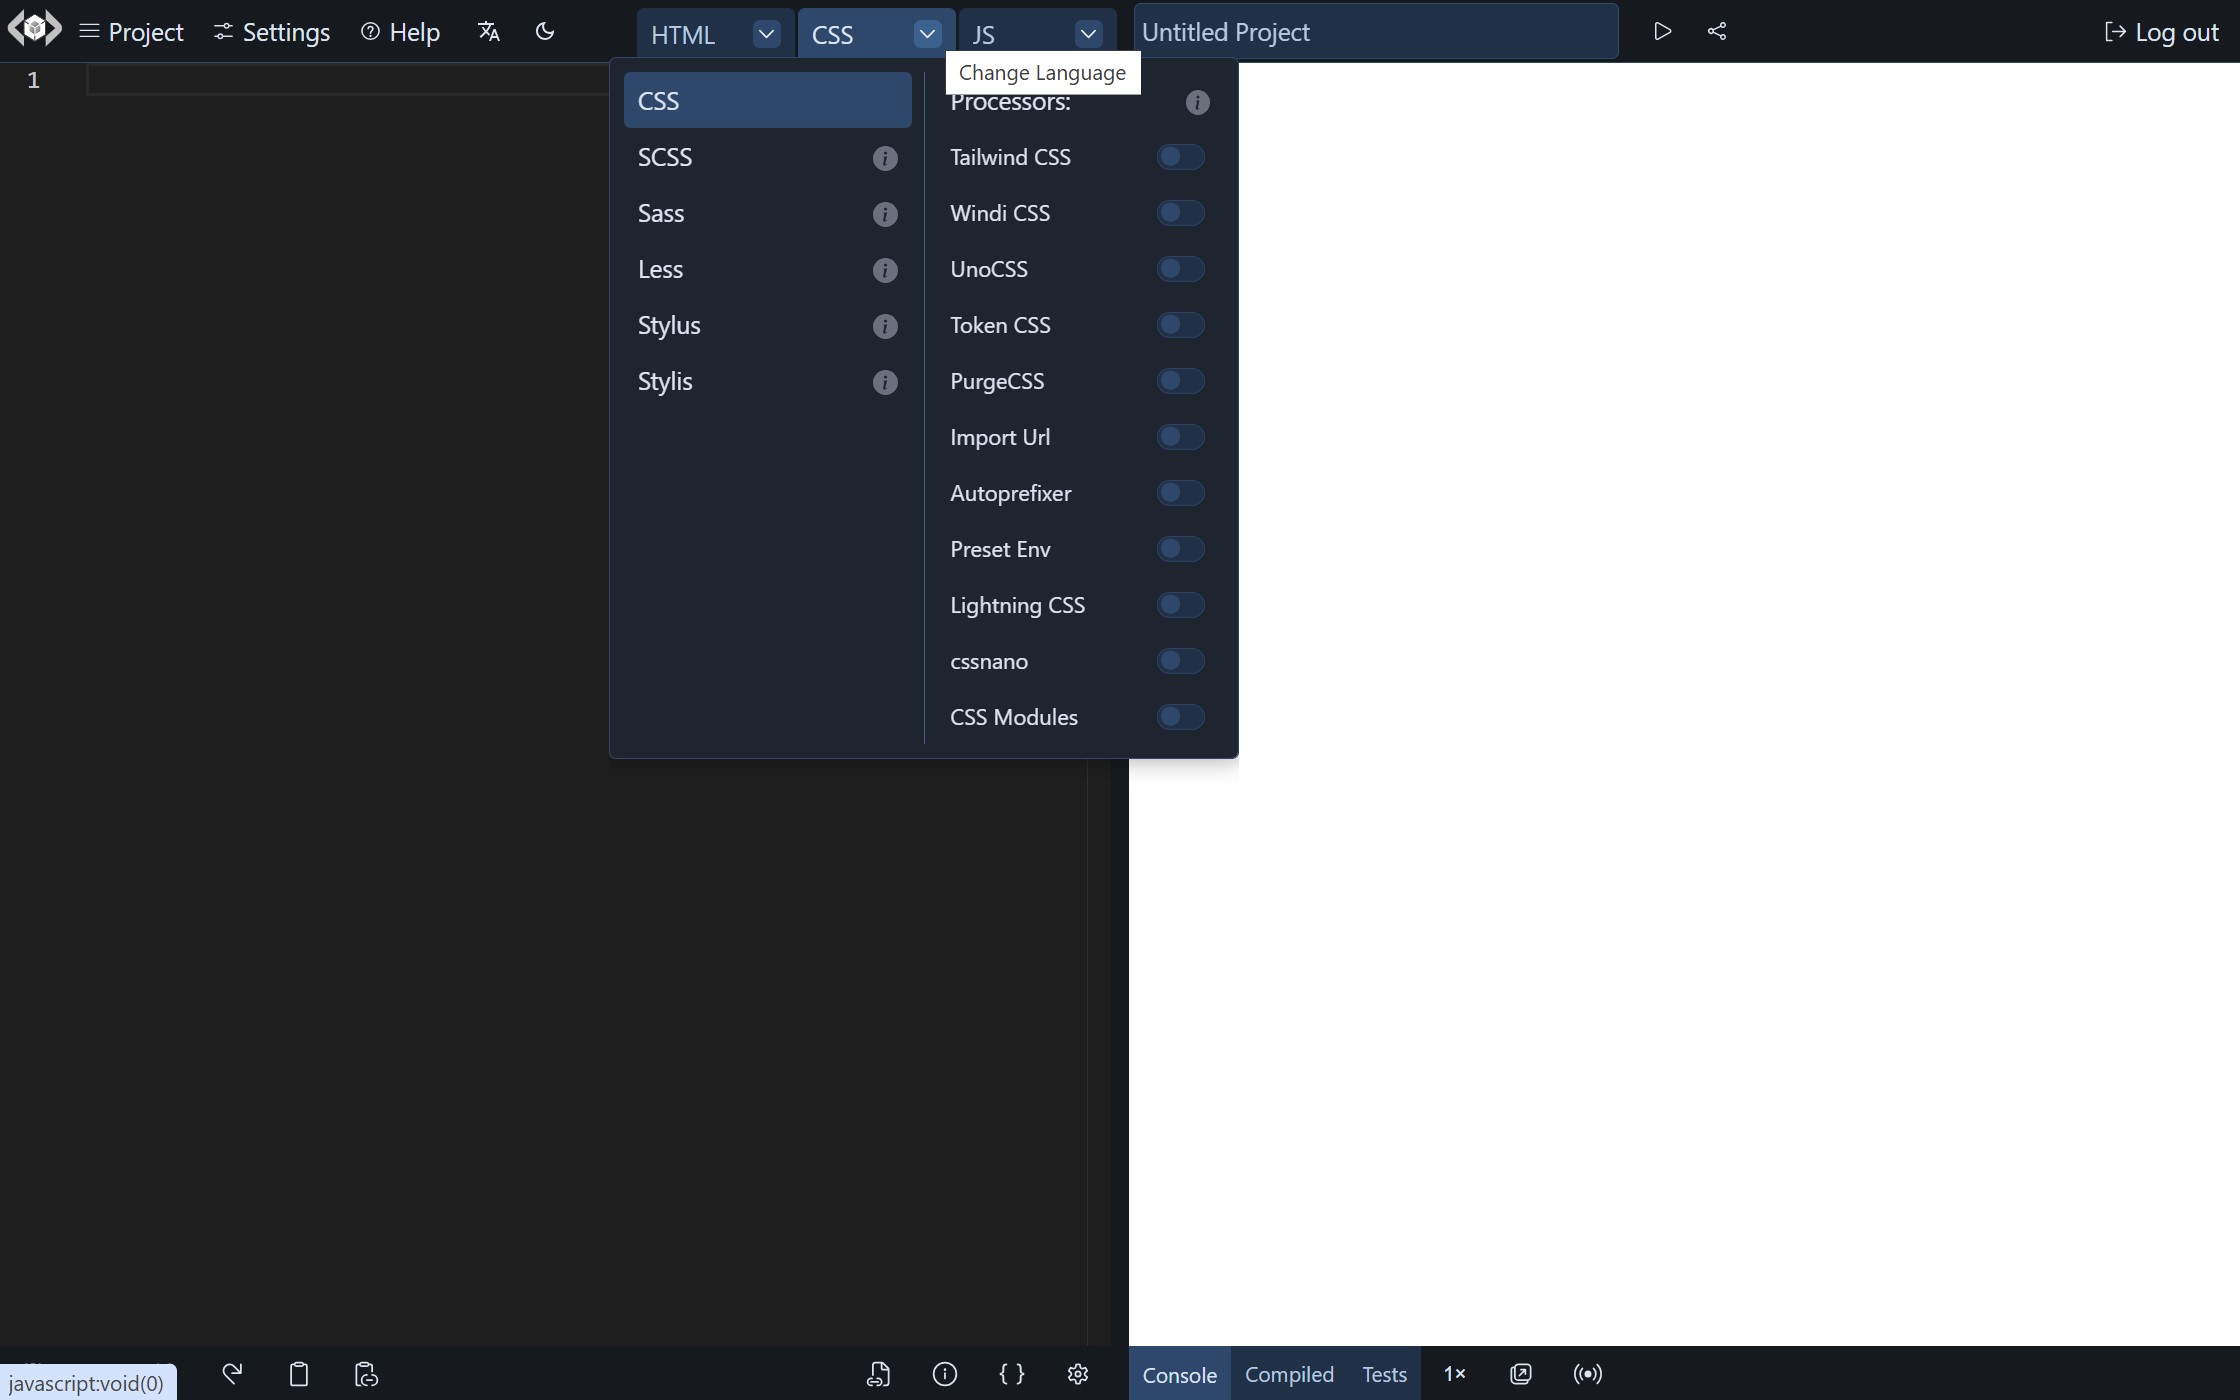 Project
Settings
Help
HTML
CSS
JS
Untitled Project
Log out
Change Language
1
CSS
SCSS
Sass
Less
Stylus
Stylis
Processors:
Tailwind CSS
Windi CSS
UnoCSS
Token CSS
PurgeCSS
Import Url
Autoprefixer
Preset Env
Lightning CSS
cssnano
CSS Modules
javascript:void(0)
Console
Compiled
Tests
1×